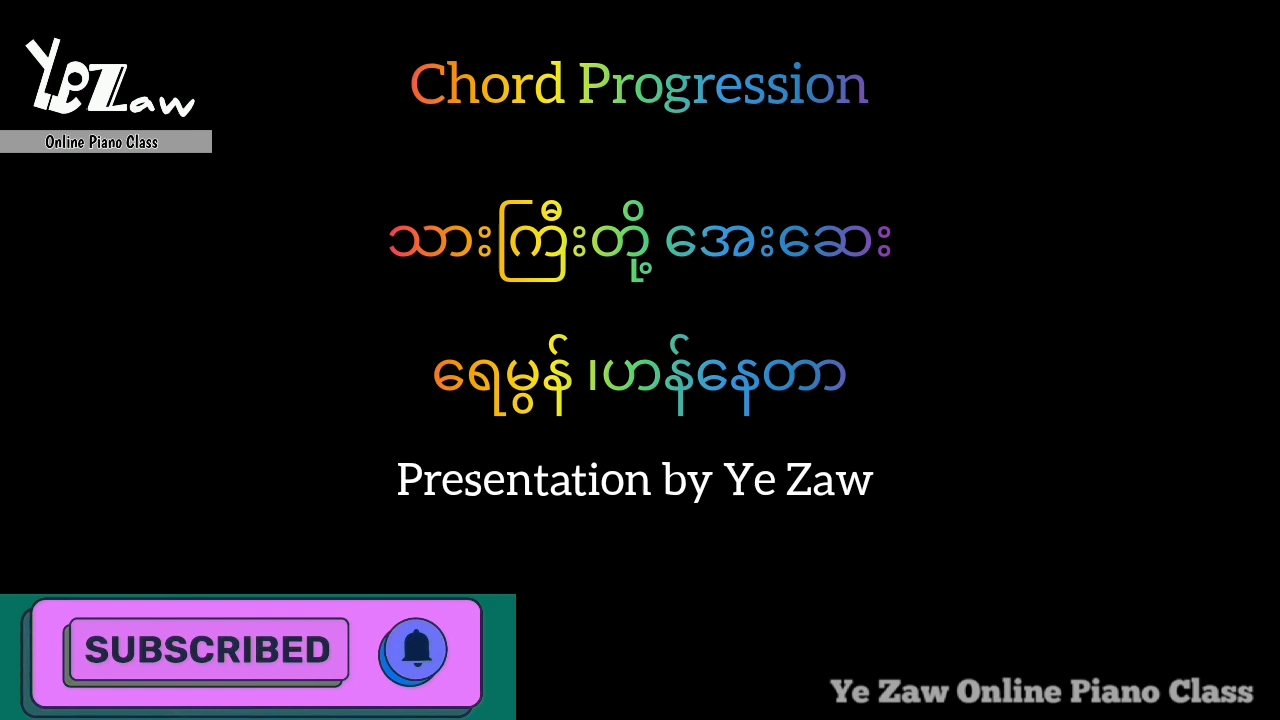 YeZaw
Online Piano Class
Chord Progression
သားကြီးတို့ အေးဆေး
ရေမွန် ၊ဟန်နေတာ
Presentation by Ye Zaw
SUBSCRIBED
Ye Zaw Online Piano Class